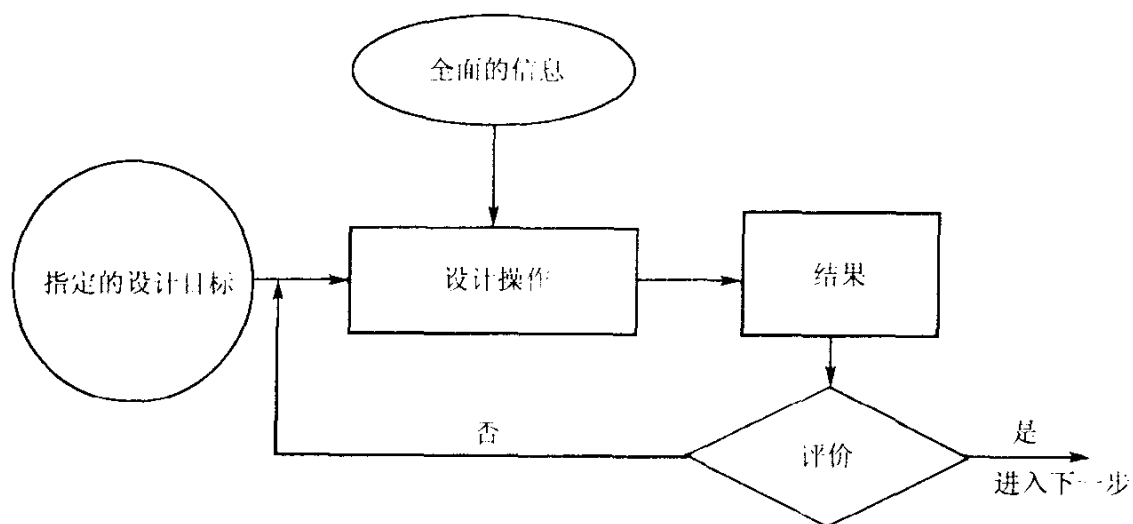 全面的信息
指定的设计目标
设计操作
结果
否
评价
是
进入下一步